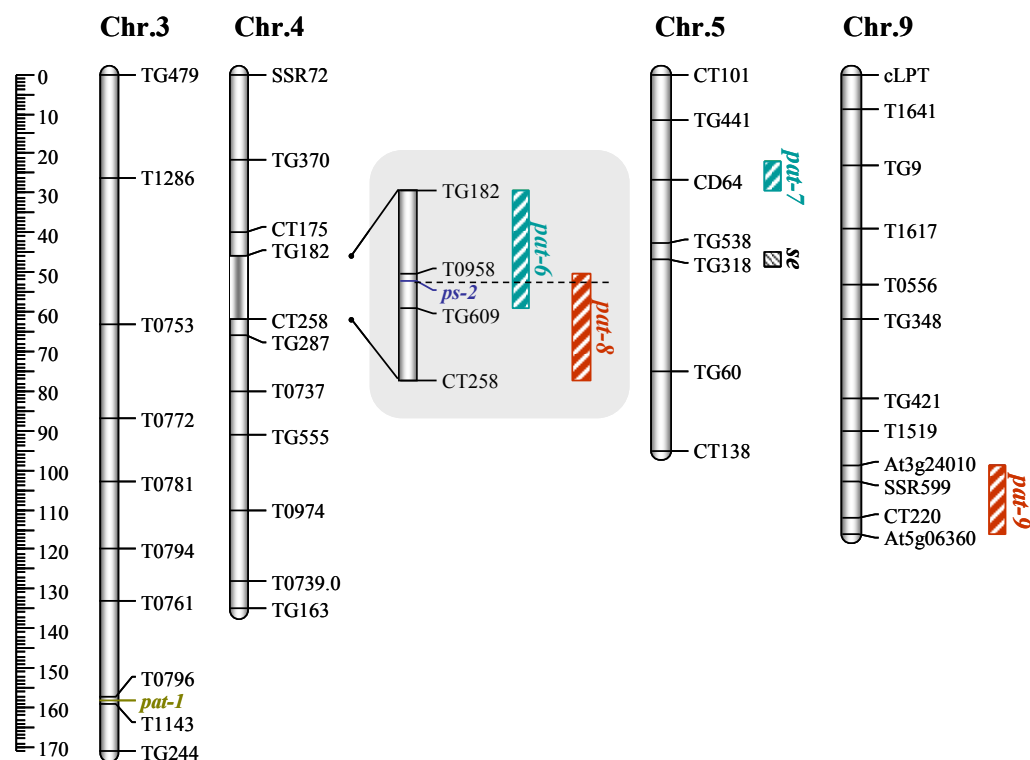 Chr.3
Chr.4
Chr.5
Chr.9
0
10
20
30
40
50
60
70
80
90
100
110
120
130
140
150
160
170
TG479
T1286
T0753
T0772
T0781
T0794
T0761
T0796
pat-1
T1143
TG244
SSR72
TG370
CT175
TG182
CT258
TG287
T0737
TG555
T0974
T0739.0
TG163
TG182
T0958
ps-2
TG609
CT258
pat-6
pat-8
CT101
TG441
CD64
TG538
TG318
TG60
CT138
pat-7
se
cLPT
T1641
TG9
T1617
T0556
TG348
TG421
T1519
At3g24010
SSR599
CT220
At5g06360
pat-9